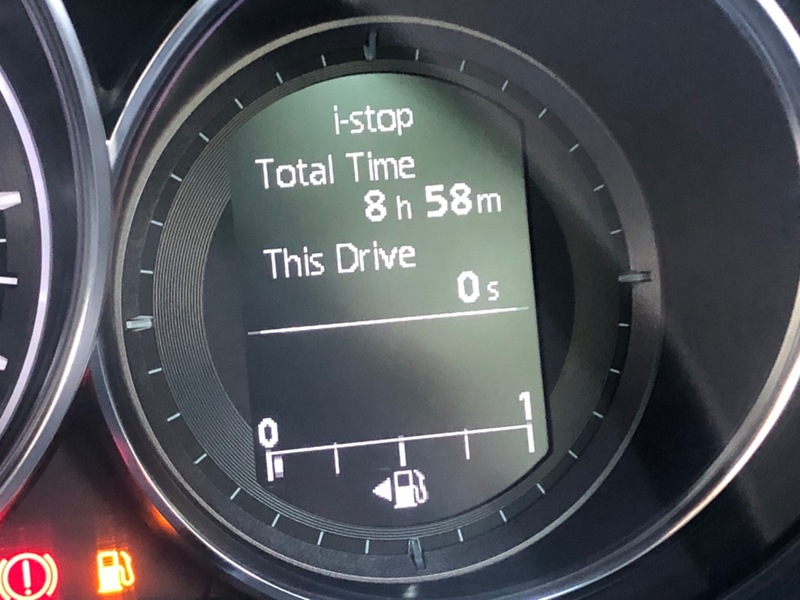 i-stop
Total Time
8 h 58 m
This Drive
0 s
0 1